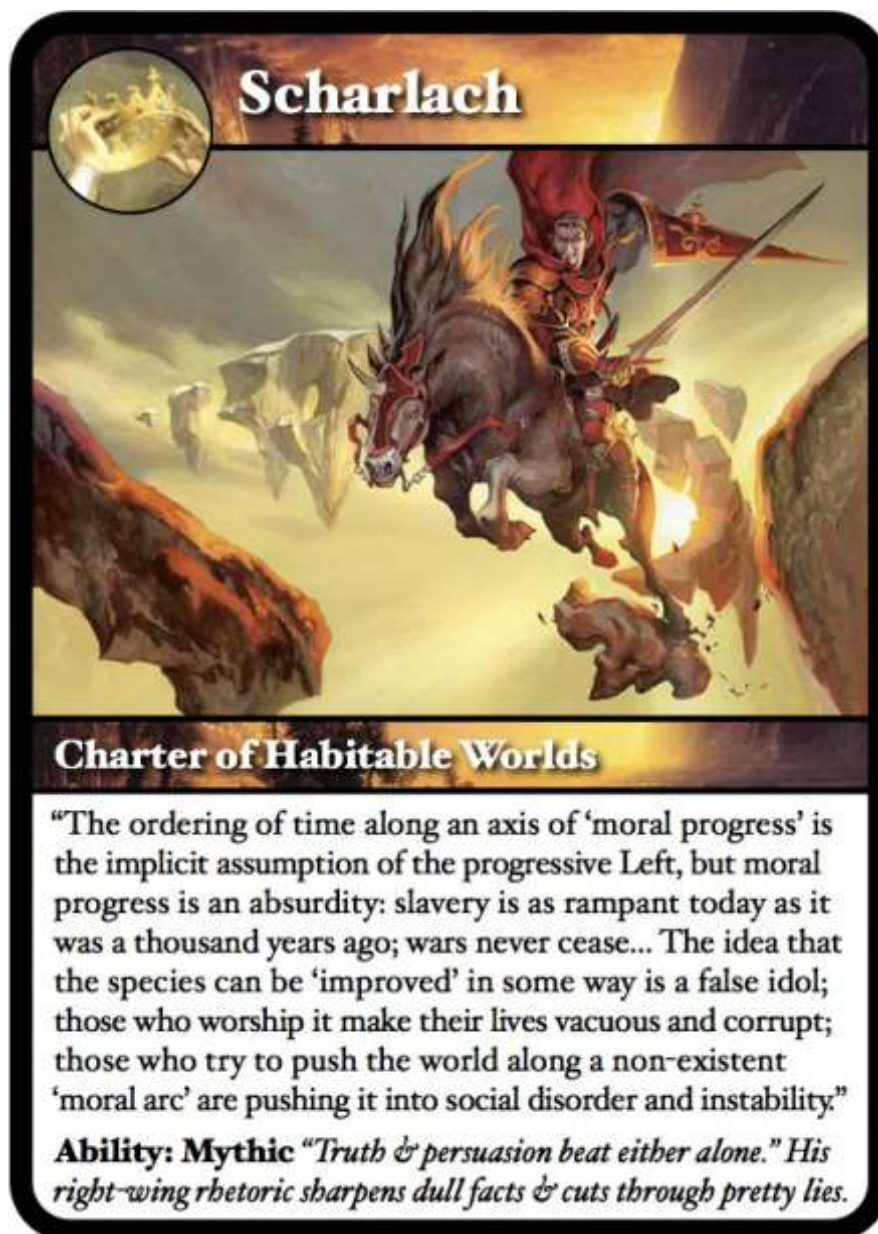 Scharlach
Charter of Habitable Worlds
“The ordering of time along an axis of ‘moral progress’ is
the implicit assumption of the progressive Left, but moral
progress is an absurdity: slavery is as rampant today as it
was a thousand years ago; wars never cease... The idea that
the species can be ‘improved’ in some way is a false idol;
those who worship it make their lives vacuous and corrupt;
those who try to push the world along a non-existent
‘moral arc’ are pushing it into social disorder and instability.”
Ability: Mythic “Truth & persuasion beat either alone.” His
right-wing rhetoric sharpens dull facts & cuts through pretty lies.